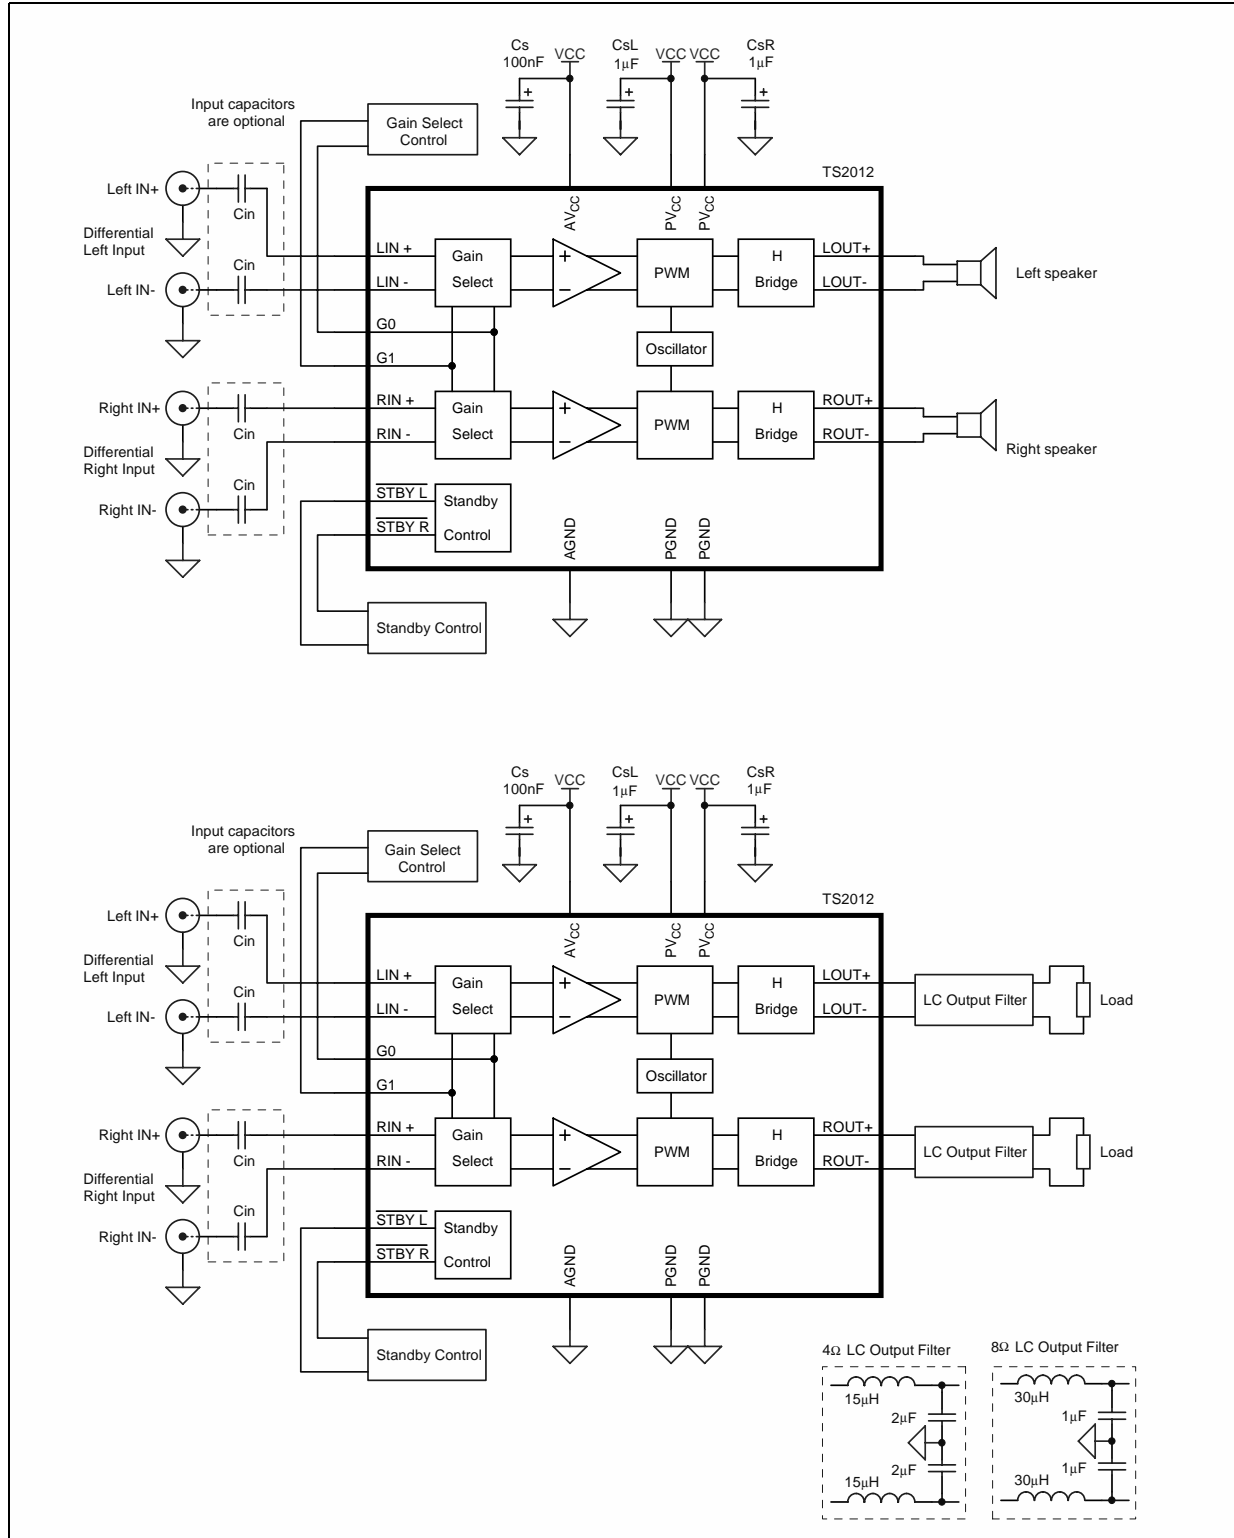 Cs
100nF
VCC
CsL
1μF
VCC
VCC
CsR
1μF
Input capacitors
are optional
Gain Select
Control
TS2012
Left IN+
Cin
AVCC
PVCC
PVCC
Differential
Left Input
LIN +
Gain
Select
+
−
PWM
H
Bridge
LOUT+
Left IN-
Cin
LIN -
LOUT-
Left speaker
G0
Oscillator
G1
Right IN+
Cin
RIN +
Gain
Select
+
−
PWM
H
Bridge
ROUT+
Differential
Right Input
RIN -
ROUT-
Right speaker
Cin
Right IN-
STBY L
Standby
STBY R
Control
AGND
PGND
PGND
Standby Control
Cs
100nF
VCC
CsL
1μF
VCC
VCC
CsR
1μF
Input capacitors
are optional
Gain Select
Control
TS2012
Left IN+
Cin
AVCC
PVCC
PVCC
Differential
Left Input
LIN +
Gain
Select
+
−
PWM
H
Bridge
LOUT+
LC Output Filter
Load
Left IN-
Cin
LIN -
LOUT-
G0
Oscillator
G1
Right IN+
Cin
RIN +
Gain
Select
+
−
PWM
H
Bridge
ROUT+
LC Output Filter
Load
Differential
Right Input
RIN -
ROUT-
Cin
Right IN-
STBY L
Standby
STBY R
Control
AGND
PGND
PGND
Standby Control
4Ω LC Output Filter
15μH
2μF
2μF
15μH
8Ω LC Output Filter
30μH
1μF
1μF
30μH
+
+
+
+
+
+